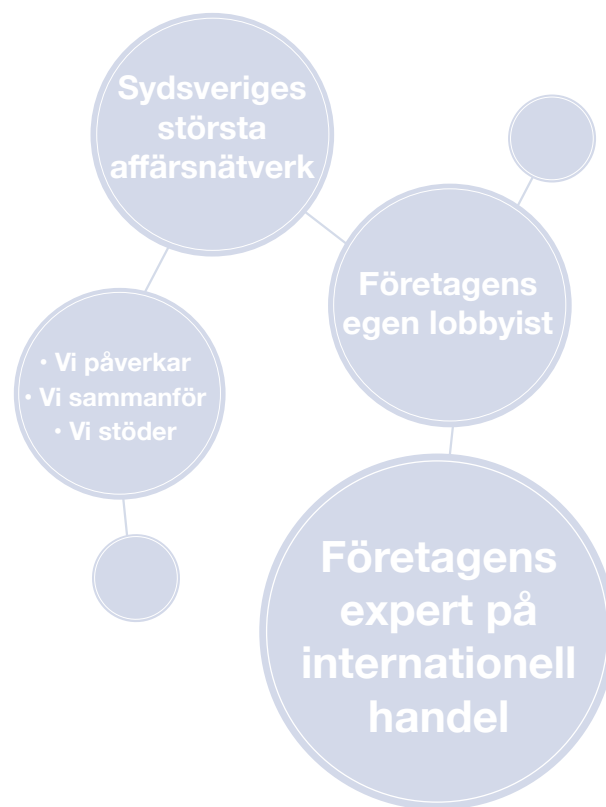 Sydsveriges
största
affärsnätverk
Företagens
egen lobbyist
• Vi påverkar
• Vi sammanför
• Vi stöder
Företagens
expert på
internationell
handel